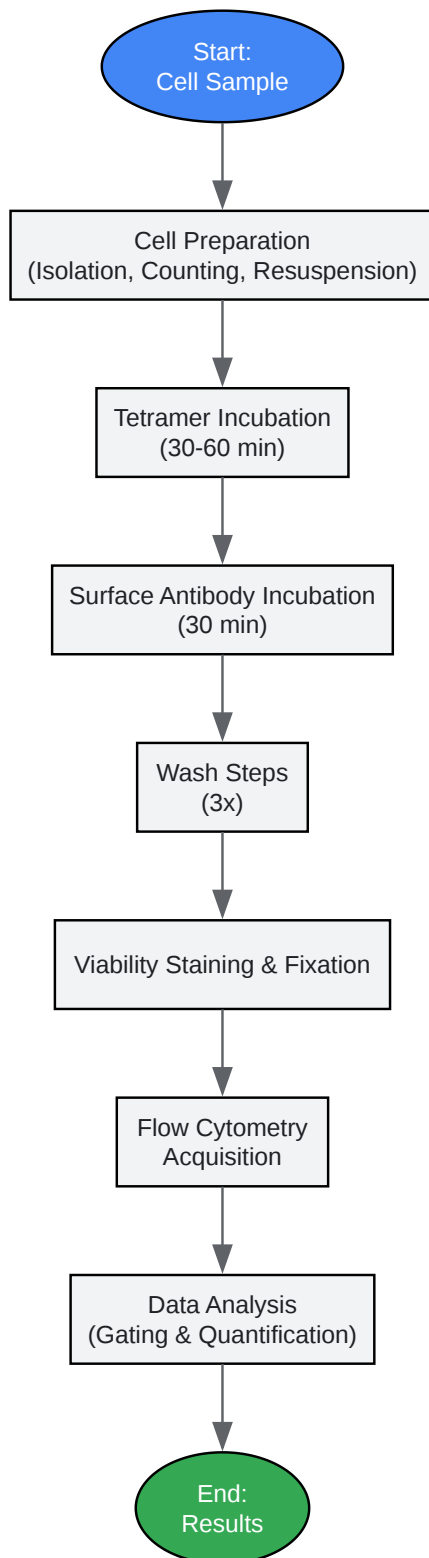 Start:
Cell Sample
Cell Preparation
(Isolation, Counting, Resuspension)
Tetramer Incubation
(30-60 min)
Surface Antibody Incubation
(30 min)
Wash Steps
(3x)
Viability Staining & Fixation
Flow Cytometry
Acquisition
Data Analysis
(Gating & Quantification)
End:
Results